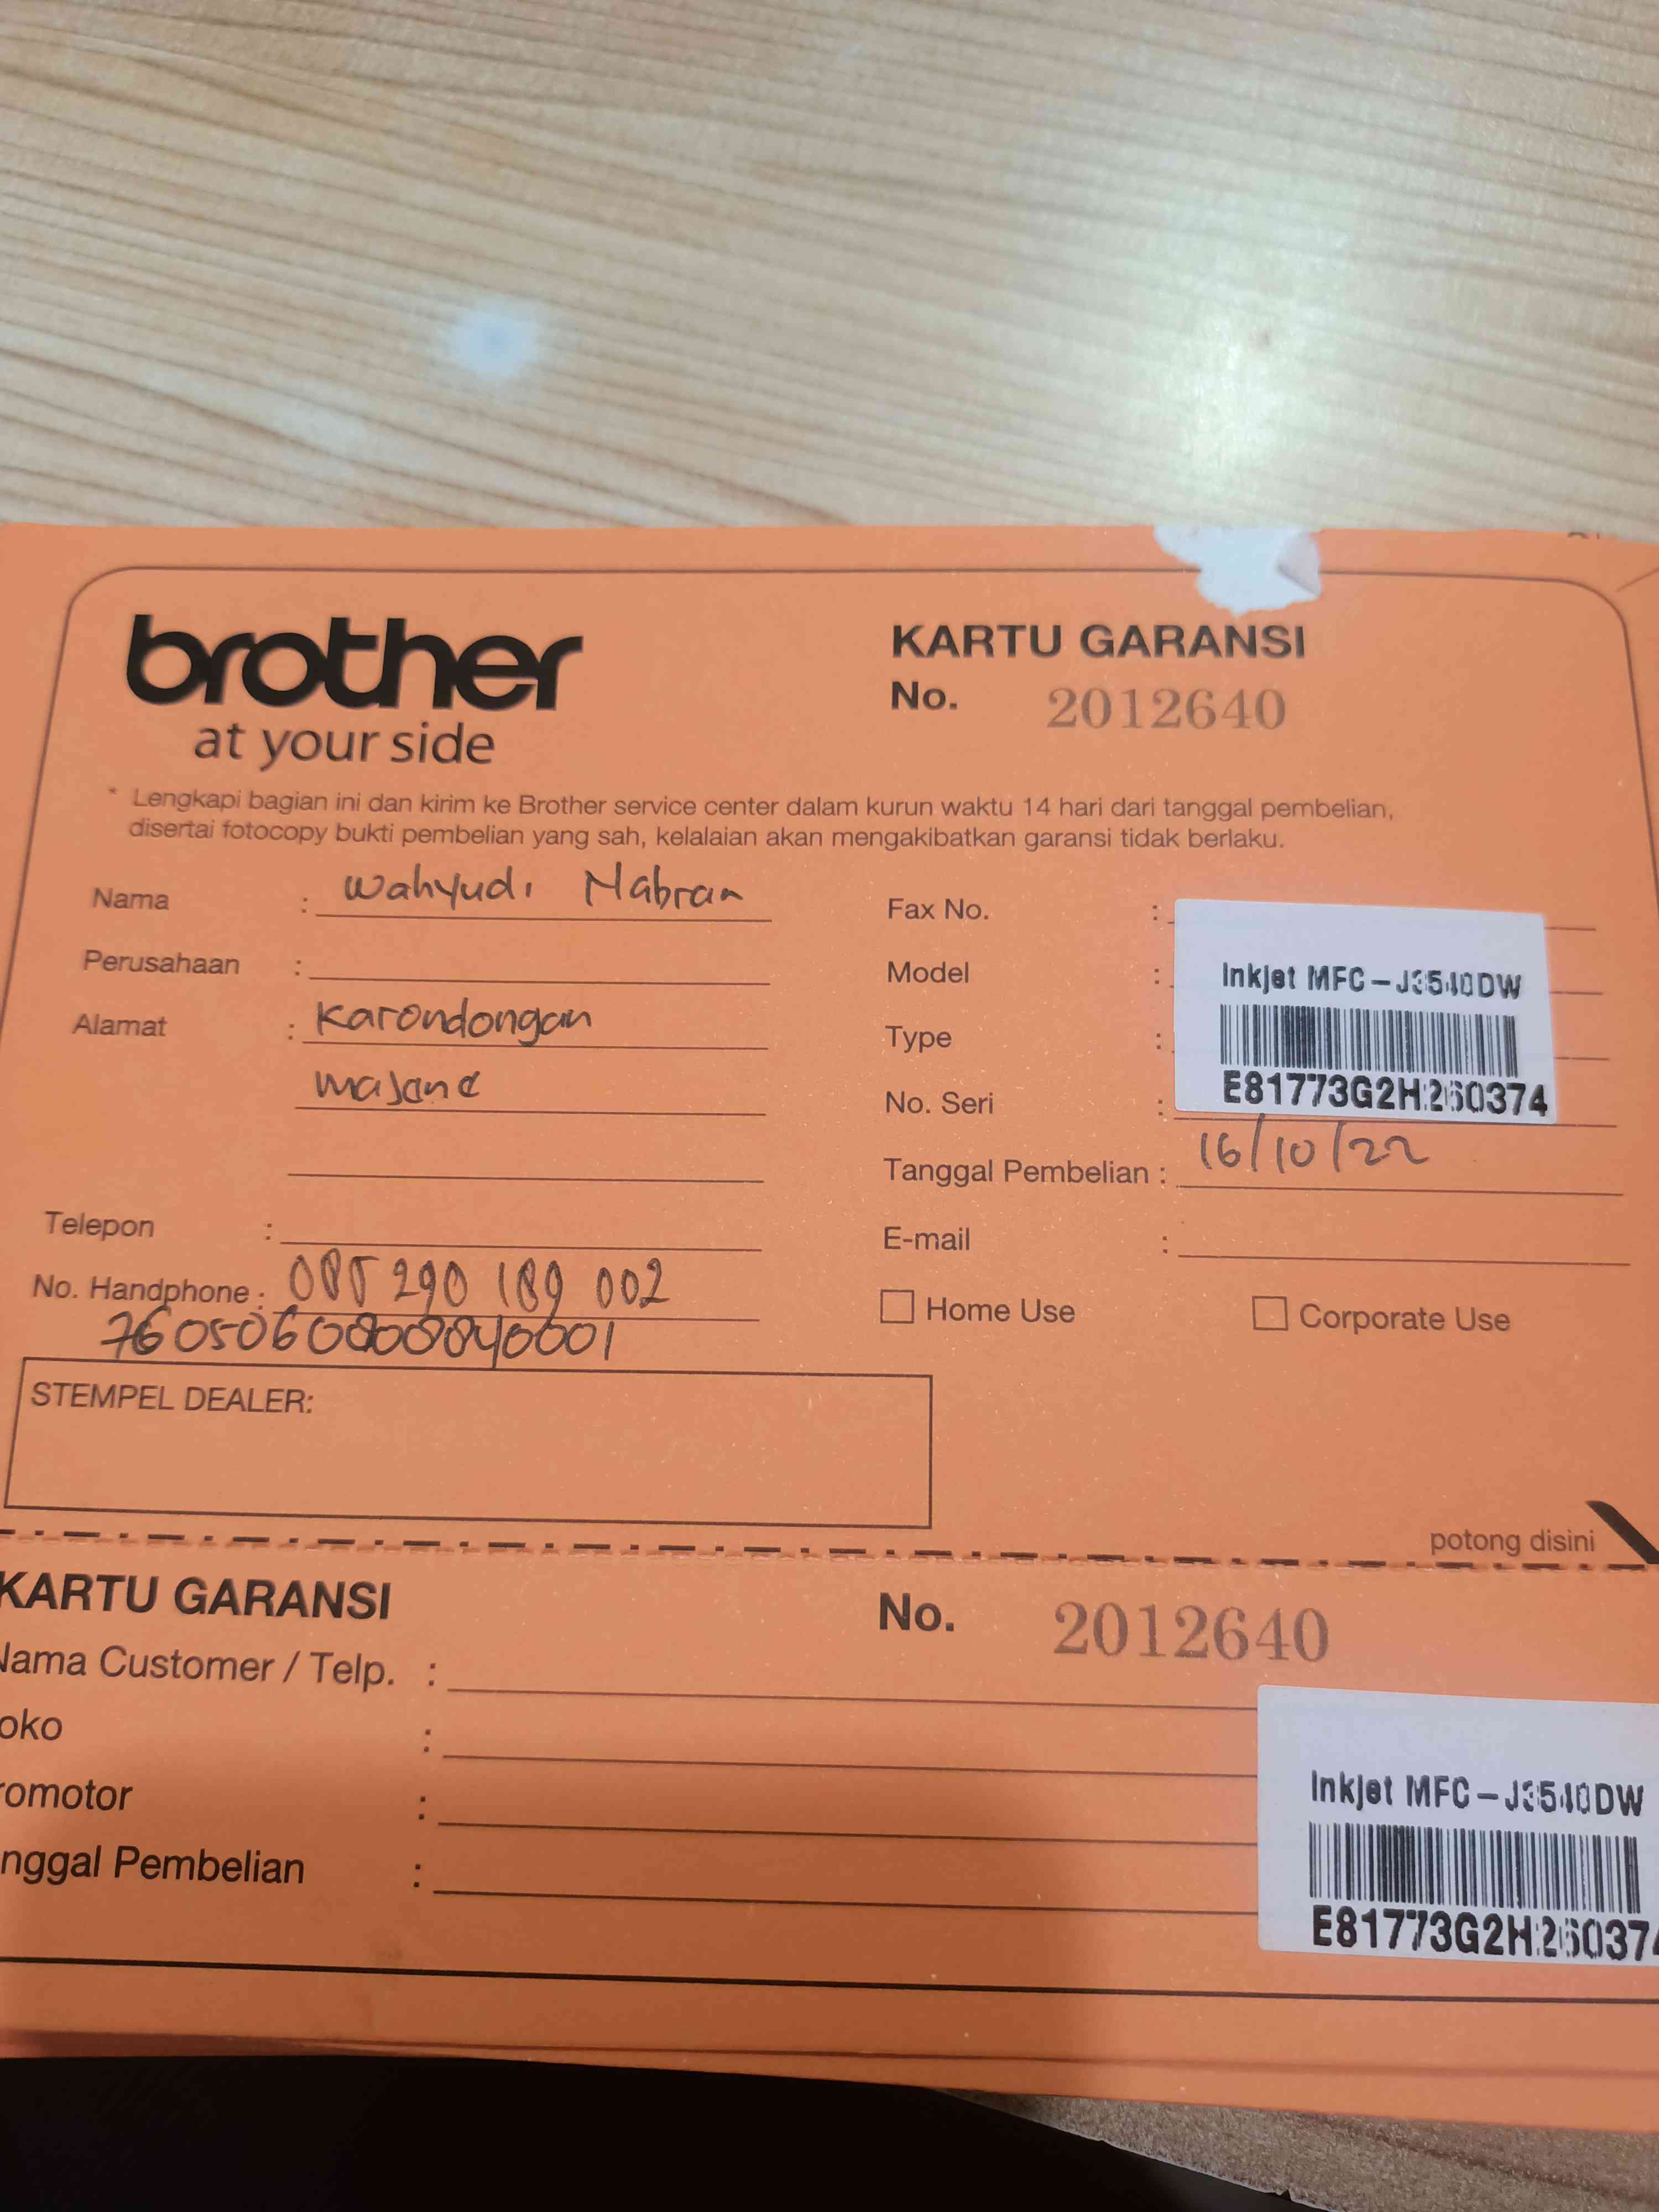 brother
at your side
KARTU GARANSI
No. 2012640
* Lengkapi bagian ini dan kirim ke Brother service center dalam kurun waktu 14 hari dari tanggal pembelian,
disertai fotocopy bukti pembelian yang sah, kelalaian akan mengakibatkan garansi tidak berlaku.
Nama : Wahyudi Mabran
Perusahaan :
Alamat : Karondongan
majane
Telepon :
No. Handphone : 085 290 189 002
Fax No. :
Model : Inkjet MFC-J3540DW
Type :
No. Seri : E81773G2H260374
Tanggal Pembelian : 16/10/22
E-mail :
Home Use
Corporate Use
STEMPEL DEALER:
potong disini
KARTU GARANSI
No. 2012640
Nama Customer / Telp. :
oko :
romotor :
nggal Pembelian :
Inkjet MFC-J3540DW
E81773G2H26037